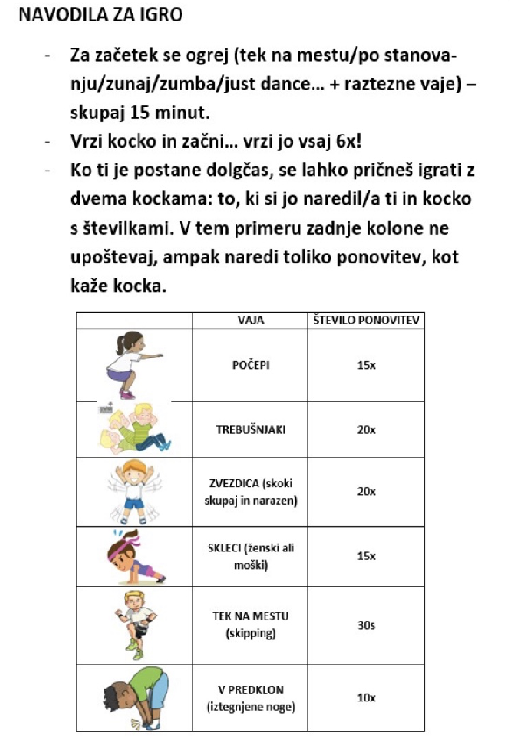 NAVODILA ZA IGRO
- Za začetek se ogrej (tek na mestu/po stanova-
nju/zunaj/zumba/just dance... + raztezne vaje) –
skupaj 15 minut.
- Vrzi kocko in začni... vrzi jo vsaj 6x!
- Ko ti je postane dolgčas, se lahko pričneš igrati z
dvema kockama: to, ki si jo naredil/a ti in kocko
s številkami. V tem primeru zadnje kolone ne
upoštevaj, ampak naredi toliko ponovitev, kot
kaže kocka.
VAJA ŠTEVILO PONOVITEV
POČEPI 15x
TREBUŠNJAKI 20x
ZVEZDICA (skoki
skupaj in narazen) 20x
SKLECI (ženski ali
moški) 15x
TEK NA MESTU
(skipping) 30s
V PREDKLON
(iztegnjene noge) 10x